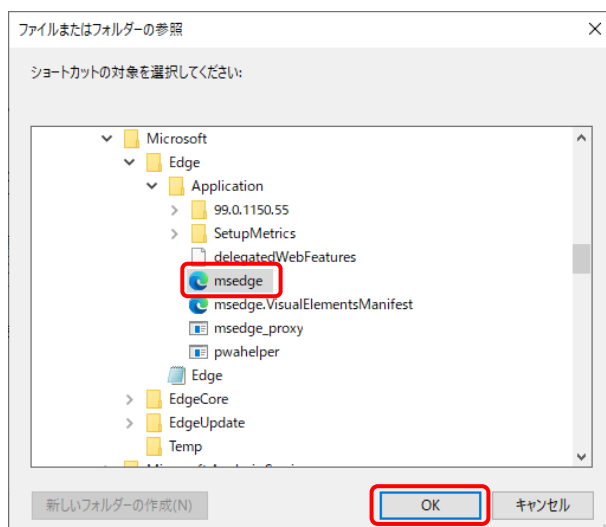 ファイルまたはフォルダーの参照
ショートカットの対象を選択してください:
Microsoft
Edge
Application
99.0.1150.55
SetupMetrics
delegatedWebFeatures
msedge
msedge.VisualElementsManifest
msedge_proxy
pwahelper
Edge
EdgeCore
EdgeUpdate
Temp
新しいフォルダーの作成(N)
OK
キャンセル